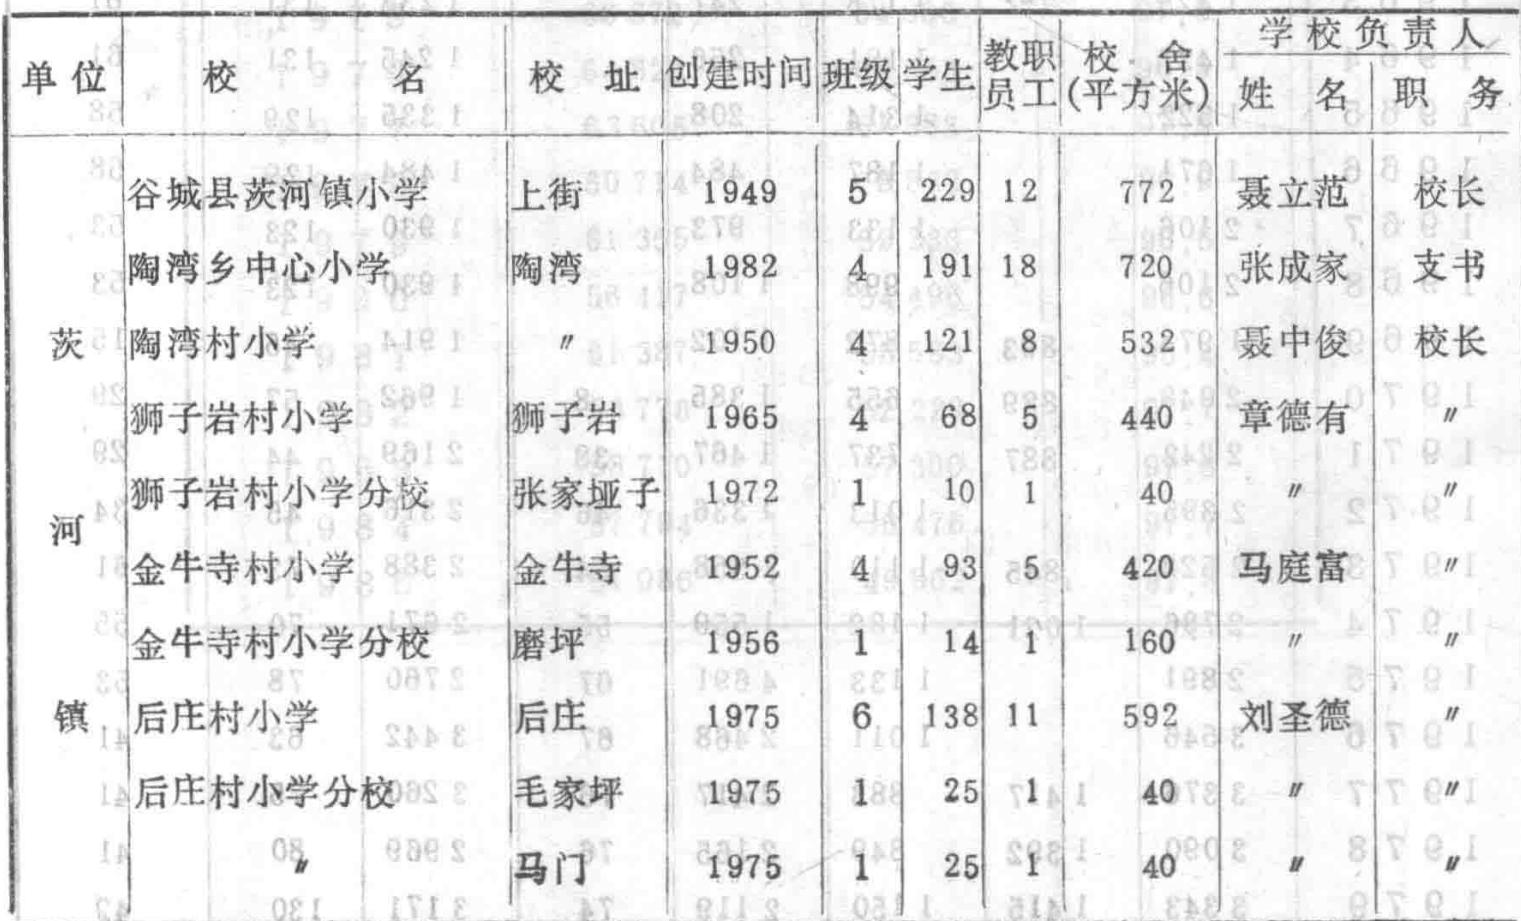 单位 校名 校址 创建时间 班级 学生 教职员工 校舍(平方米) 学校负责人 姓名 职务
茨河镇
谷城县茨河镇小学 上街 1949 5 229 12 772 聂立范 校长
陶湾乡中心小学 陶湾 1982 4 191 18 720 张成家 支书
陶湾村小学 〃 1950 4 121 8 532 聂中俊 校长
狮子岩村小学 狮子岩 1965 4 68 5 440 章德有 〃
狮子岩村小学分校 张家垭子 1972 1 10 1 40 〃 〃
金牛寺村小学 金牛寺 1952 4 93 5 420 马庭富 〃
金牛寺村小学分校 磨坪 1956 1 14 1 160 〃 〃
后庄村小学 后庄 1975 6 138 11 592 刘圣德 〃
后庄村小学分校 毛家坪 1975 1 25 1 40 〃 〃
〃 马门 1975 1 25 1 40 〃 〃